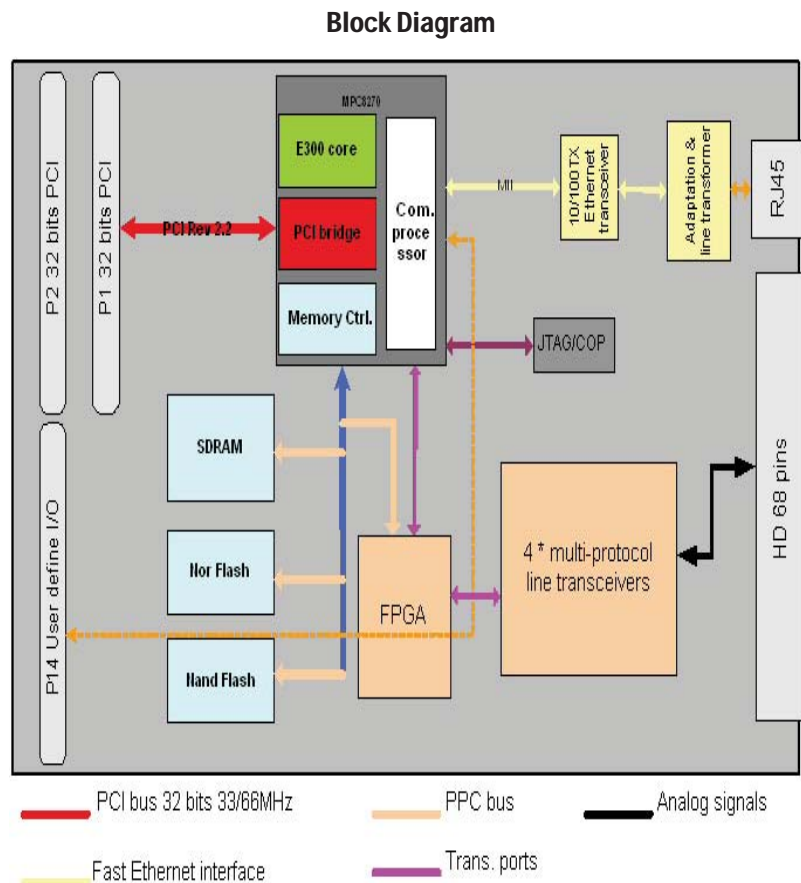 Block Diagram
MPC8270
E300 core
PCI bridge
Memory Ctrl.
Com.
proce
ssor
P2 32 bits PCI
P1 32 bits PCI
PCI Rev 2.2
MII
10/100TX
Ethernet
transceiver
Adaptation &
line transformer
RJ45
JTAG/COP
SDRAM
Nor Flash
Nand Flash
P14 User define I/O
FPGA
4 * multi-protocol
line transceivers
HD 68 pins
PCI bus 32 bits 33/66MHz
PPC bus
Analog signals
Fast Ethernet interface
Trans. ports